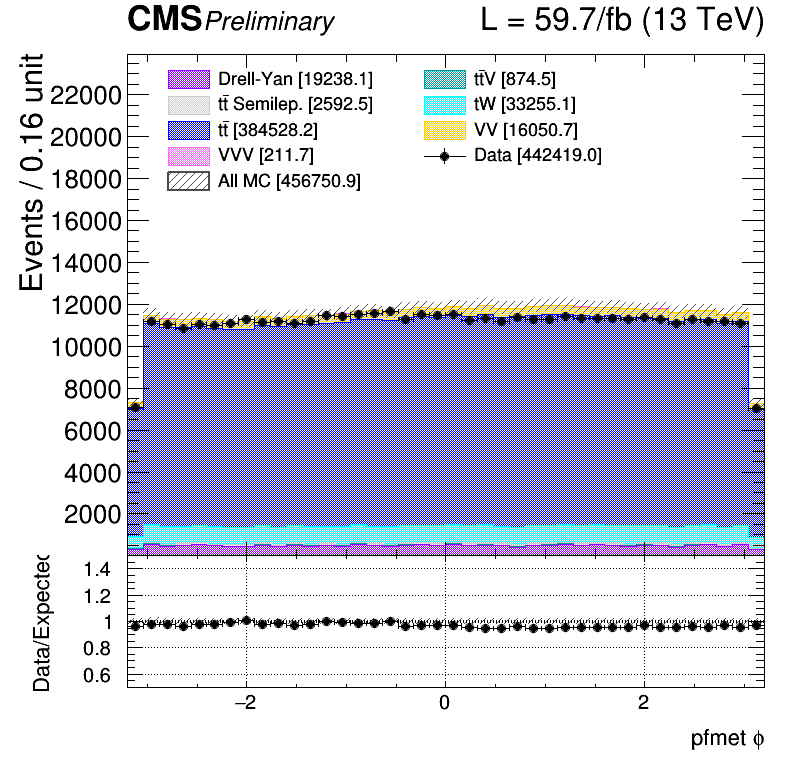 CMS Preliminary L = 59.7/fb (13 TeV)
Events / 0.16 unit
22000
20000
18000
16000
14000
12000
10000
8000
6000
4000
2000
Drell-Yan [19238.1]
tt̄ Semilep. [2592.5]
tt̄ [384528.2]
VVV [211.7]
All MC [456750.9]
tt̄V [874.5]
tW [33255.1]
VV [16050.7]
Data [442419.0]
Data/Expected
1.4
1.2
1
0.8
0.6
−2 0 2
pfmet ϕ